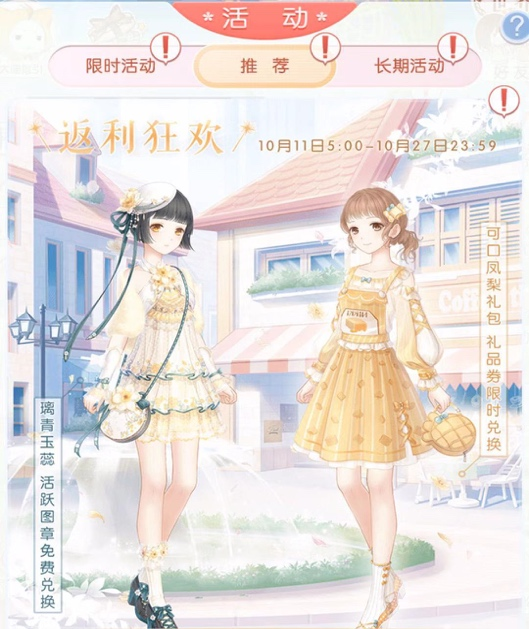 活 动
限时活动
推 荐
长期活动
返利狂欢
10月11日5:00-10月27日23:59
可口凤梨礼包 礼品券限时兑换
璃青玉蕊 活跃图章免费兑换